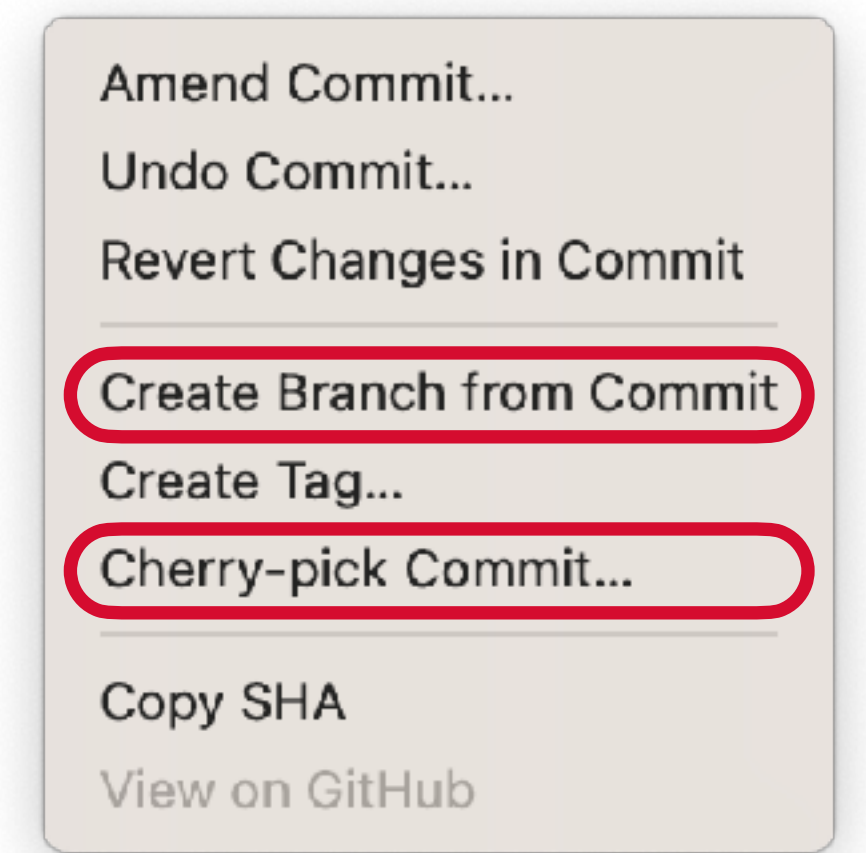 Amend Commit...
Undo Commit...
Revert Changes in Commit
Create Branch from Commit
Create Tag...
Cherry-pick Commit...
Copy SHA
View on GitHub